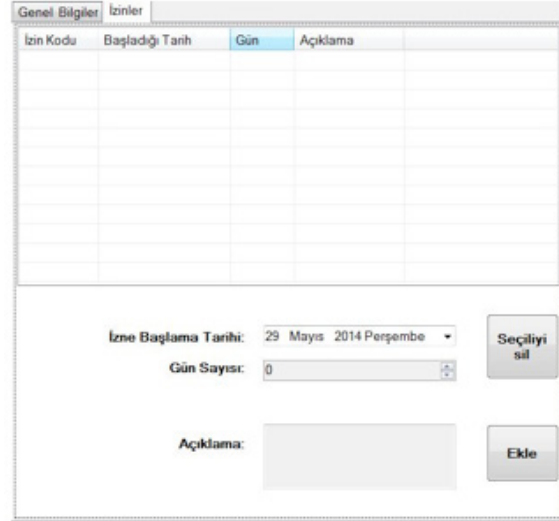 Genel Bilgiler İzinler
İzin Kodu Başladığı Tarih Gün Açıklama
İzne Başlama Tarihi: 29 Mayıs 2014 Perşembe
Seçiliyi
sil
Gün Sayısı: 0
Açıklama:
Ekle